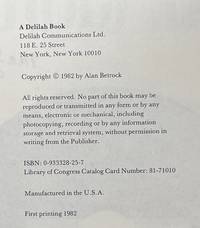 A Delilah Book
Delilah Communications Ltd.
118 E. 25 Street
New York, New York 10010
Copyright © 1982 by Alan Betrock
All rights reserved. No part of this book may be
reproduced or transmitted in any form or by any
means, electronic or mechanical, including
photocopying, recording or by any information
storage and retrieval system, without permission in
writing from the Publisher.
ISBN: 0-933328-25-7
Library of Congress Catalog Card Number: 81-71010
Manufactured in the U.S.A.
First printing 1982